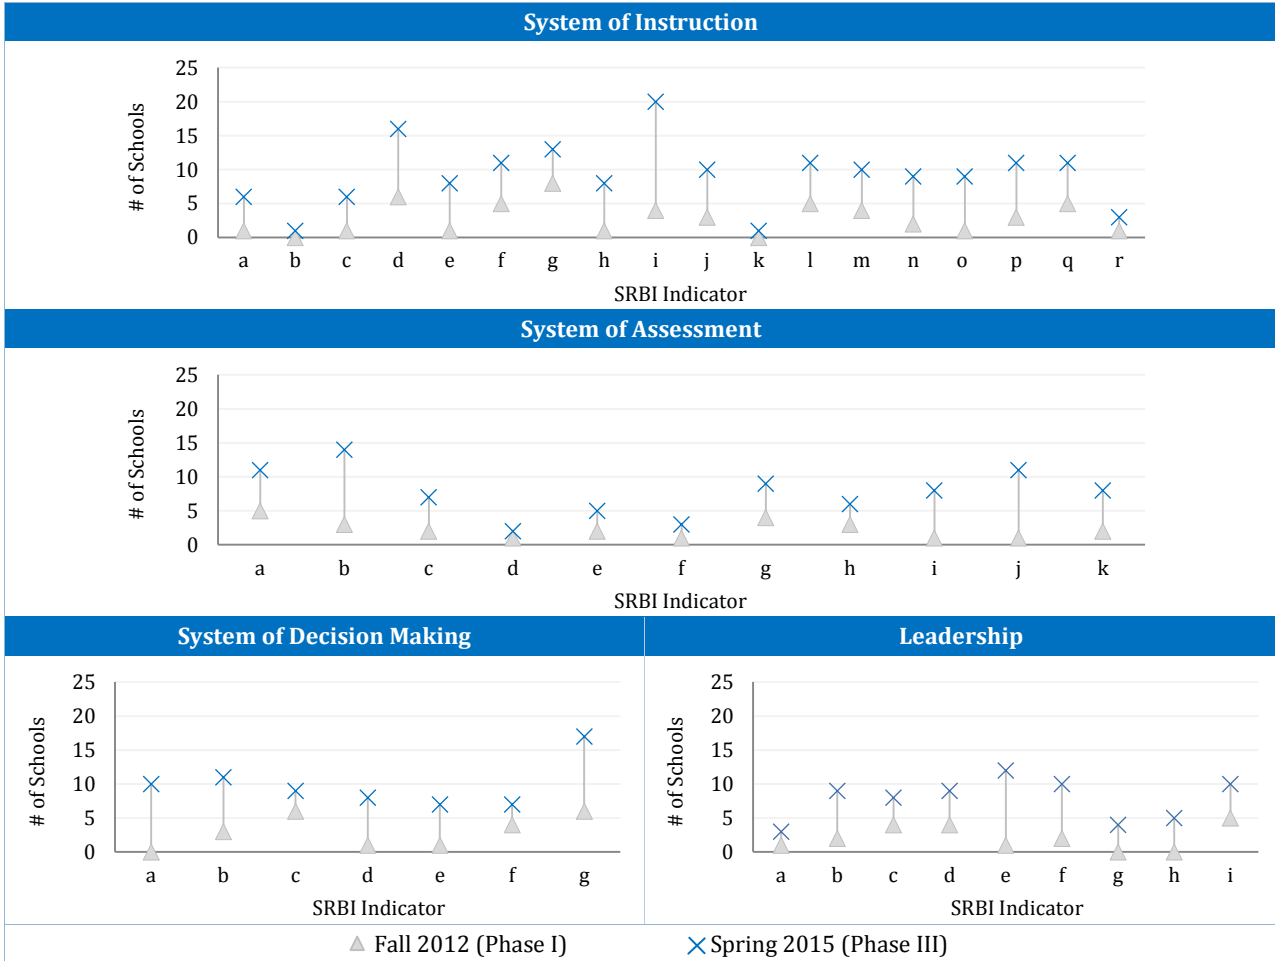 System of Instruction
25
20
15
10
5
0
# of Schools
a b c d e f g h i j k l m n o p q r
SRBI Indicator
System of Assessment
25
20
15
10
5
0
# of Schools
a b c d e f g h i j k
SRBI Indicator
System of Decision Making
25
20
15
10
5
0
# of Schools
a b c d e f g
SRBI Indicator
Leadership
25
20
15
10
5
0
# of Schools
a b c d e f g h i
SRBI Indicator
Fall 2012 (Phase I)
Spring 2015 (Phase III)